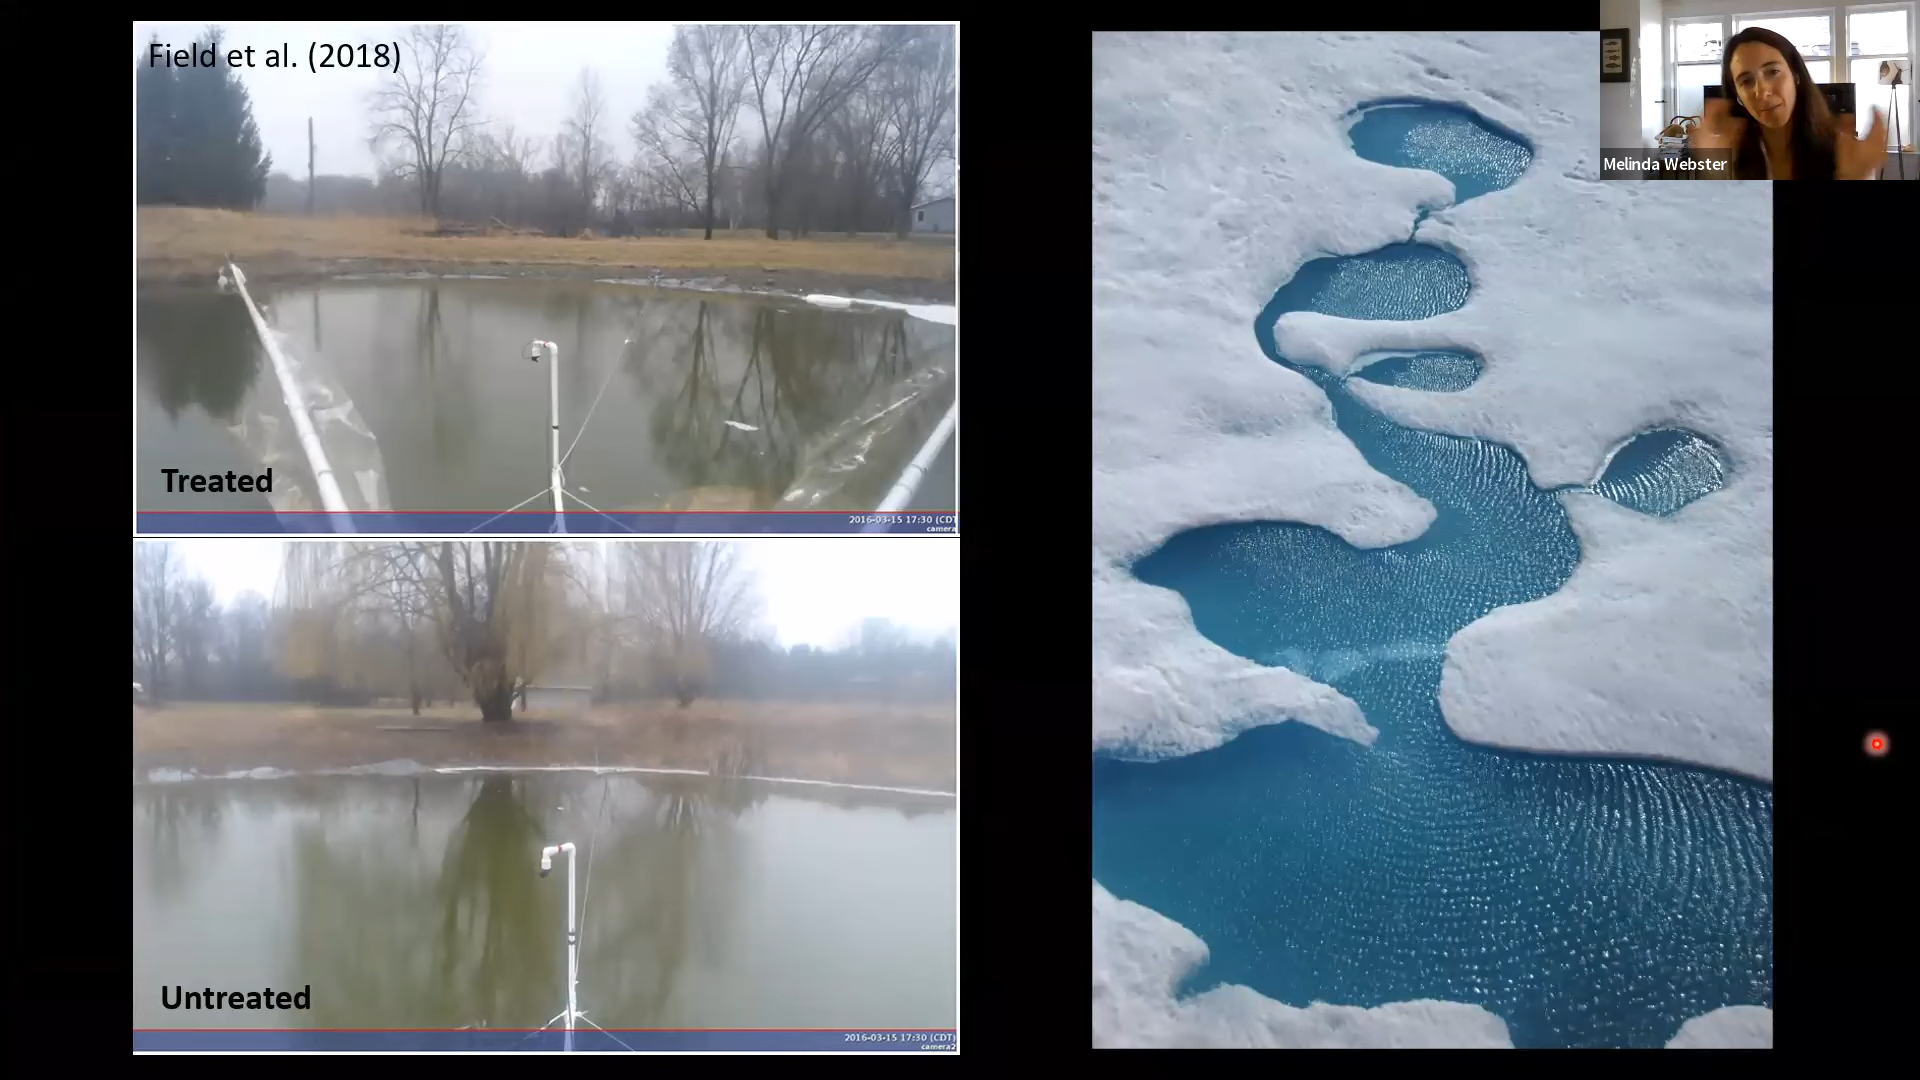 Field et al. (2018)
Treated
2016-03-15 17:30 (CDT
camera
Untreated
2016-03-15 17:30 (CDT)
camera2
Melinda Webster